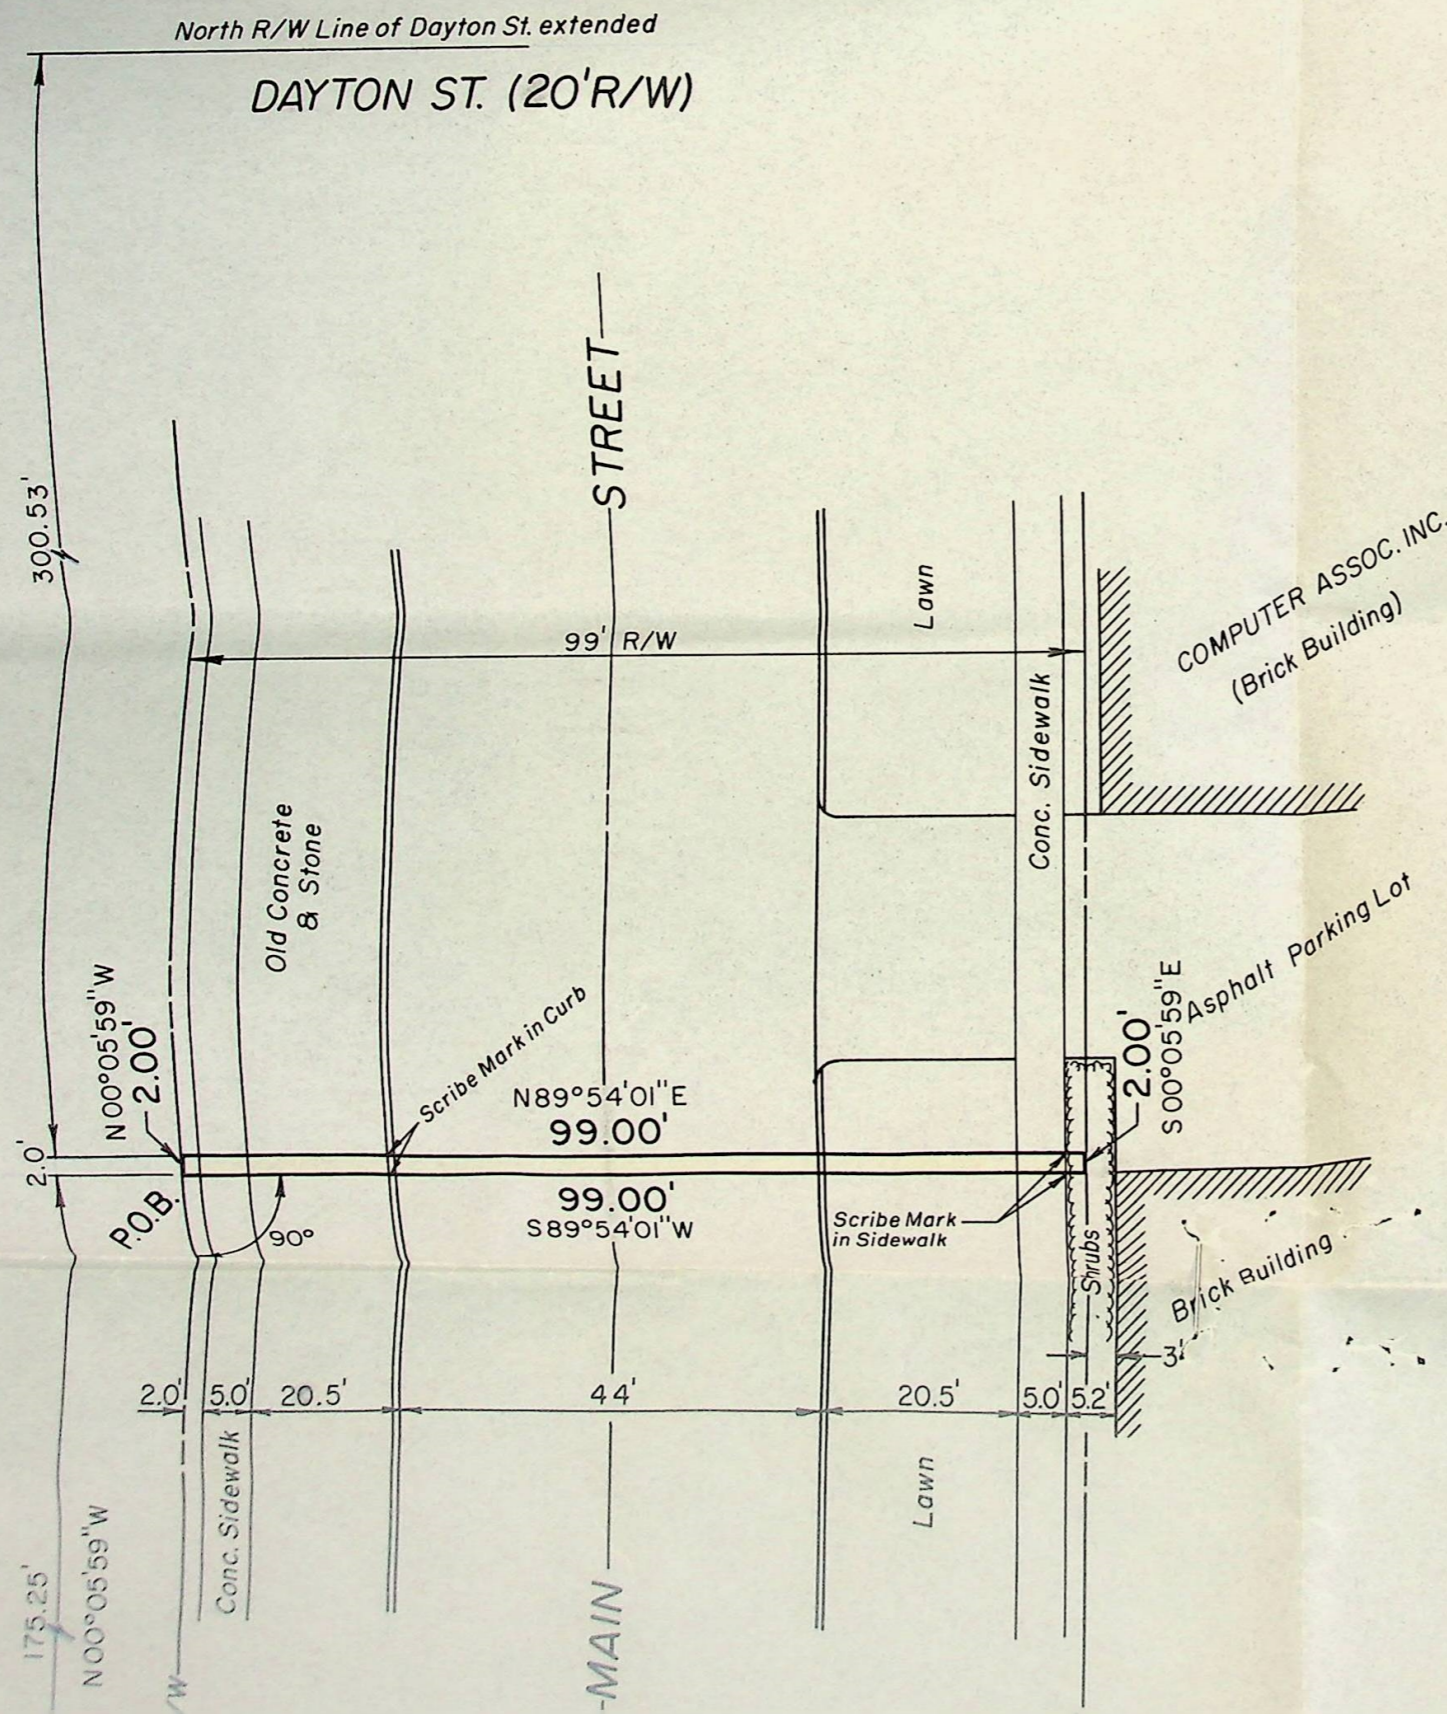 North R/W Line of Dayton St. extended
DAYTON ST. (20'R/W)
STREET
300.53'
Lawn
COMPUTER ASSOC. INC.
(Brick Building)
99' R/W
Conc. Sidewalk
Old Concrete
& Stone
Asphalt Parking Lot
N00°05'59"W
2.00'
Scribe Mark in Curb
2.00'
S00°05'59"E
N89°54'01"E
99.00'
2.0'
P.O.B.
90°
99.00'
S89°54'01"W
Scribe Mark
in Sidewalk
Shrubs
Brick Building
3'
2.0'
5.0'
20.5'
44'
20.5'
5.0'
5.2'
Conc. Sidewalk
Lawn
175.25'
N00°05'59"W
/W
MAIN